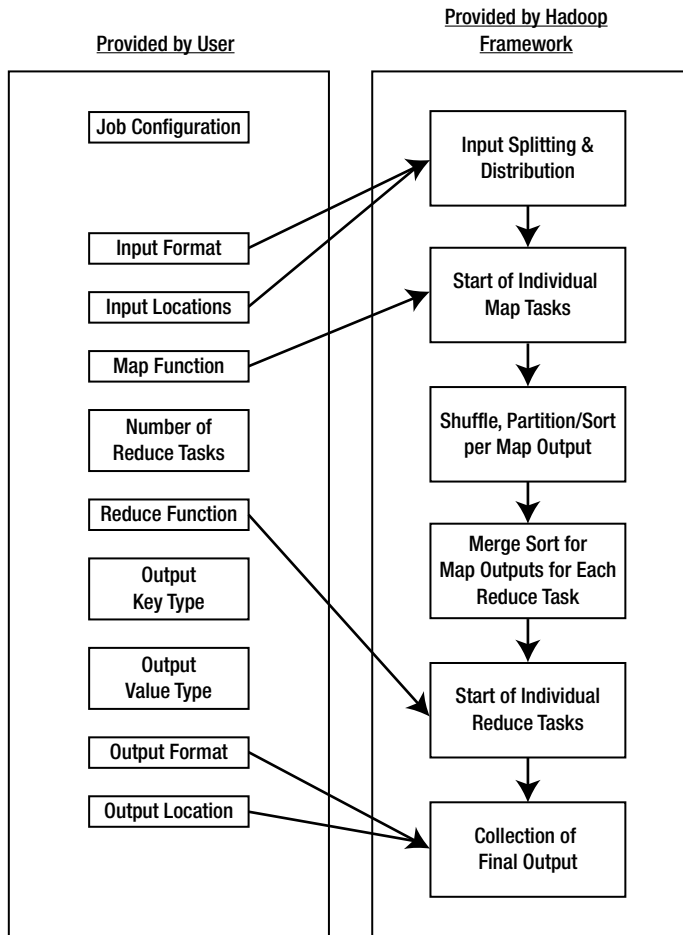 Provided by User
Job Configuration
Input Format
Input Locations
Map Function
Number of
Reduce Tasks
Reduce Function
Output
Key Type
Output
Value Type
Output Format
Output Location
Provided by Hadoop
Framework
Input Splitting &
Distribution
Start of Individual
Map Tasks
Shuffle, Partition/Sort
per Map Output
Merge Sort for
Map Outputs for Each
Reduce Task
Start of Individual
Reduce Tasks
Collection of
Final Output